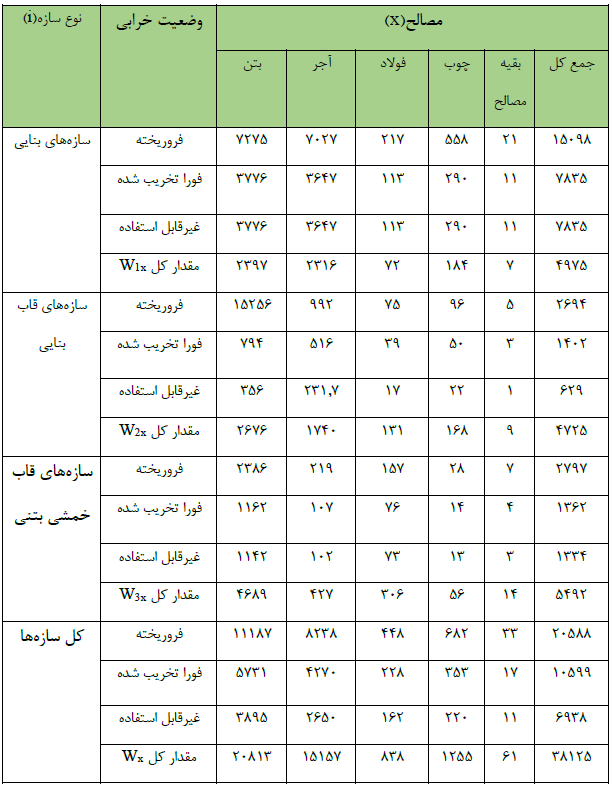 نوع سازه(i) وضعیت خرابی مصالح(X)
بتن آجر فولاد چوب بقیه مصالح جمع کل
سازه‌های بنایی فروریخته ۷۲۷۵ ۷۰۲۷ ۲۱۷ ۵۵۸ ۲۱ ۱۵۰۹۸
فورا تخریب شده ۳۷۷۶ ۳۶۴۷ ۱۱۳ ۲۹۰ ۱۱ ۷۸۳۵
غیرقابل استفاده ۳۷۷۶ ۳۶۴۷ ۱۱۳ ۲۹۰ ۱۱ ۷۸۳۵
مقدار کل W1x ۲۳۹۷ ۲۳۱۶ ۷۲ ۱۸۴ ۷ ۴۹۷۵
سازه‌های قاب بنایی فروریخته ۱۵۲۵۶ ۹۹۲ ۷۵ ۹۶ ۵ ۲۶۹۴
فورا تخریب شده ۷۹۴ ۵۱۶ ۳۹ ۵۰ ۳ ۱۴۰۲
غیرقابل استفاده ۳۵۶ ۲۳۱,۷ ۱۷ ۲۲ ۱ ۶۲۹
مقدار کل W2x ۲۶۷۶ ۱۷۴۰ ۱۳۱ ۱۶۸ ۹ ۴۷۲۵
سازه‌های قاب خمشی بتنی فروریخته ۲۳۸۶ ۲۱۹ ۱۵۷ ۲۸ ۷ ۲۷۹۷
فورا تخریب شده ۱۱۶۲ ۱۰۷ ۷۶ ۱۴ ۴ ۱۳۶۲
غیرقابل استفاده ۱۱۴۲ ۱۰۲ ۷۳ ۱۳ ۳ ۱۳۳۴
مقدار کل W3x ۴۶۸۹ ۴۲۷ ۳۰۶ ۵۶ ۱۴ ۵۴۹۲
کل سازه‌ها فروریخته ۱۱۱۸۷ ۸۲۳۸ ۴۴۸ ۶۸۲ ۳۳ ۲۰۵۸۸
فورا تخریب شده ۵۷۳۱ ۴۲۷۰ ۲۲۸ ۳۵۳ ۱۷ ۱۰۵۹۹
غیرقابل استفاده ۳۸۹۵ ۲۶۵۰ ۱۶۲ ۲۲۰ ۱۱ ۶۹۳۸
مقدار کل Wx ۲۰۸۱۳ ۱۵۱۵۷ ۸۳۸ ۱۲۵۵ ۶۱ ۳۸۱۲۵